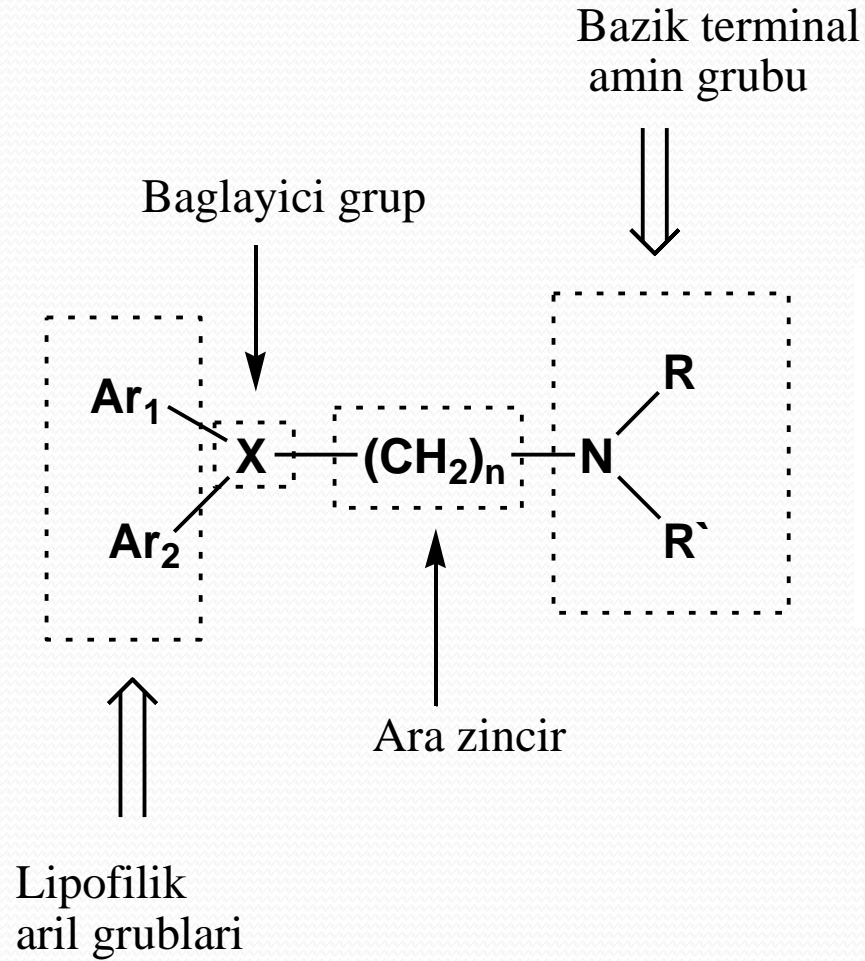 Bazik terminal
amin grubu
Baglayici grup
R
Ar₁
X
(CH₂)ₙ
N
Ar₂
R`
Ara zincir
Lipofilik
aril grublari